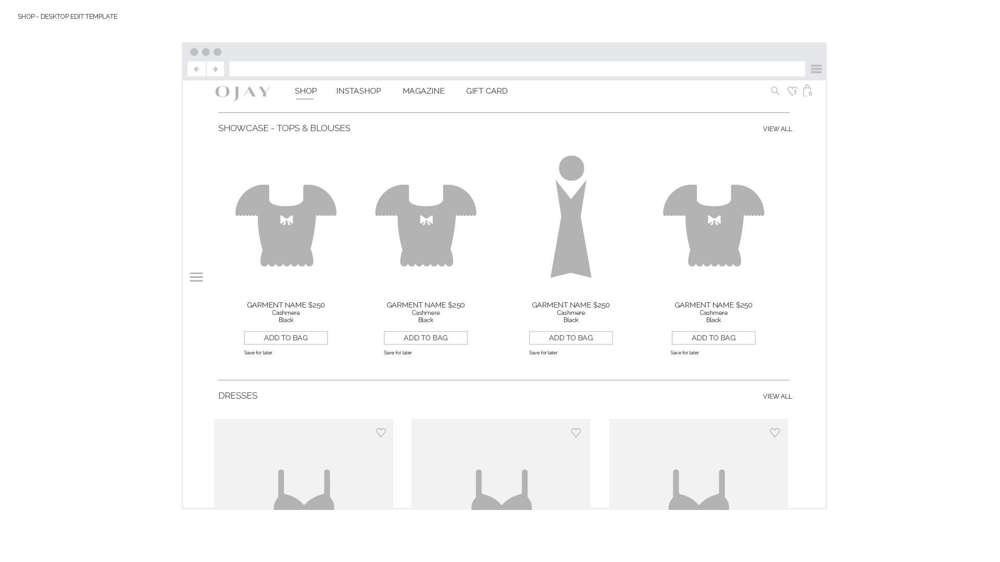 SHOP - DESKTOP EDIT TEMPLATE
OJAY SHOP INSTASHOP MAGAZINE GIFT CARD 3 6
SHOWCASE - TOPS & BLOUSES VIEW ALL
GARMENT NAME $250 GARMENT NAME $250 GARMENT NAME $250 GARMENT NAME $250
Cashmere Cashmere Cashmere Cashmere
Black Black Black Black
ADD TO BAG ADD TO BAG ADD TO BAG ADD TO BAG
Save for later Save for later Save for later Save for later
DRESSES VIEW ALL